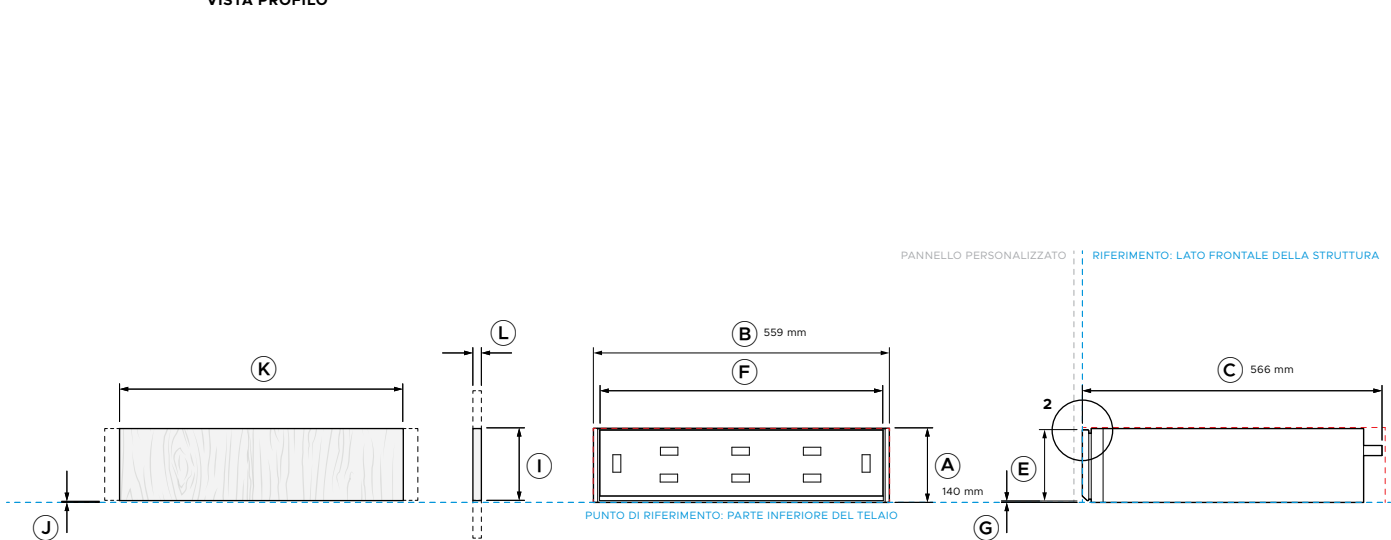 VISTA PROFILO
PANNELLO PERSONALIZZATO
RIFERIMENTO: LATO FRONTALE DELLA STRUTTURA
L
B 559 mm
K
F
C 566 mm
2
I
A
140 mm
E
PUNTO DI RIFERIMENTO: PARTE INFERIORE DEL TELAIO
J
G